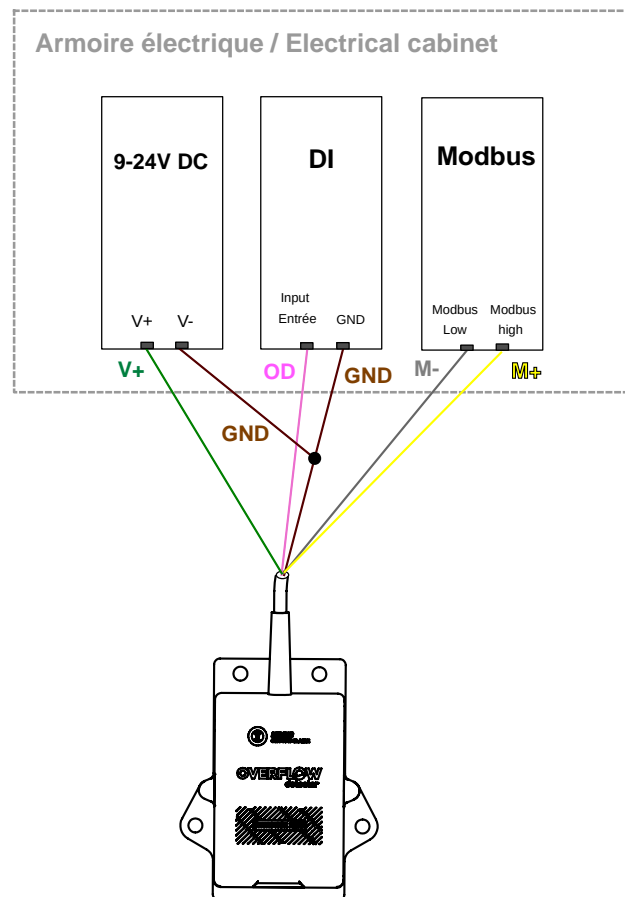 Armoire électrique / Electrical cabinet
9-24V DC
DI
Modbus
Input
Entrée
GND
Modbus
Low
Modbus
high
V+
V-
V+
OD
GND
M-
M+
GND
OVERFLOW
detector